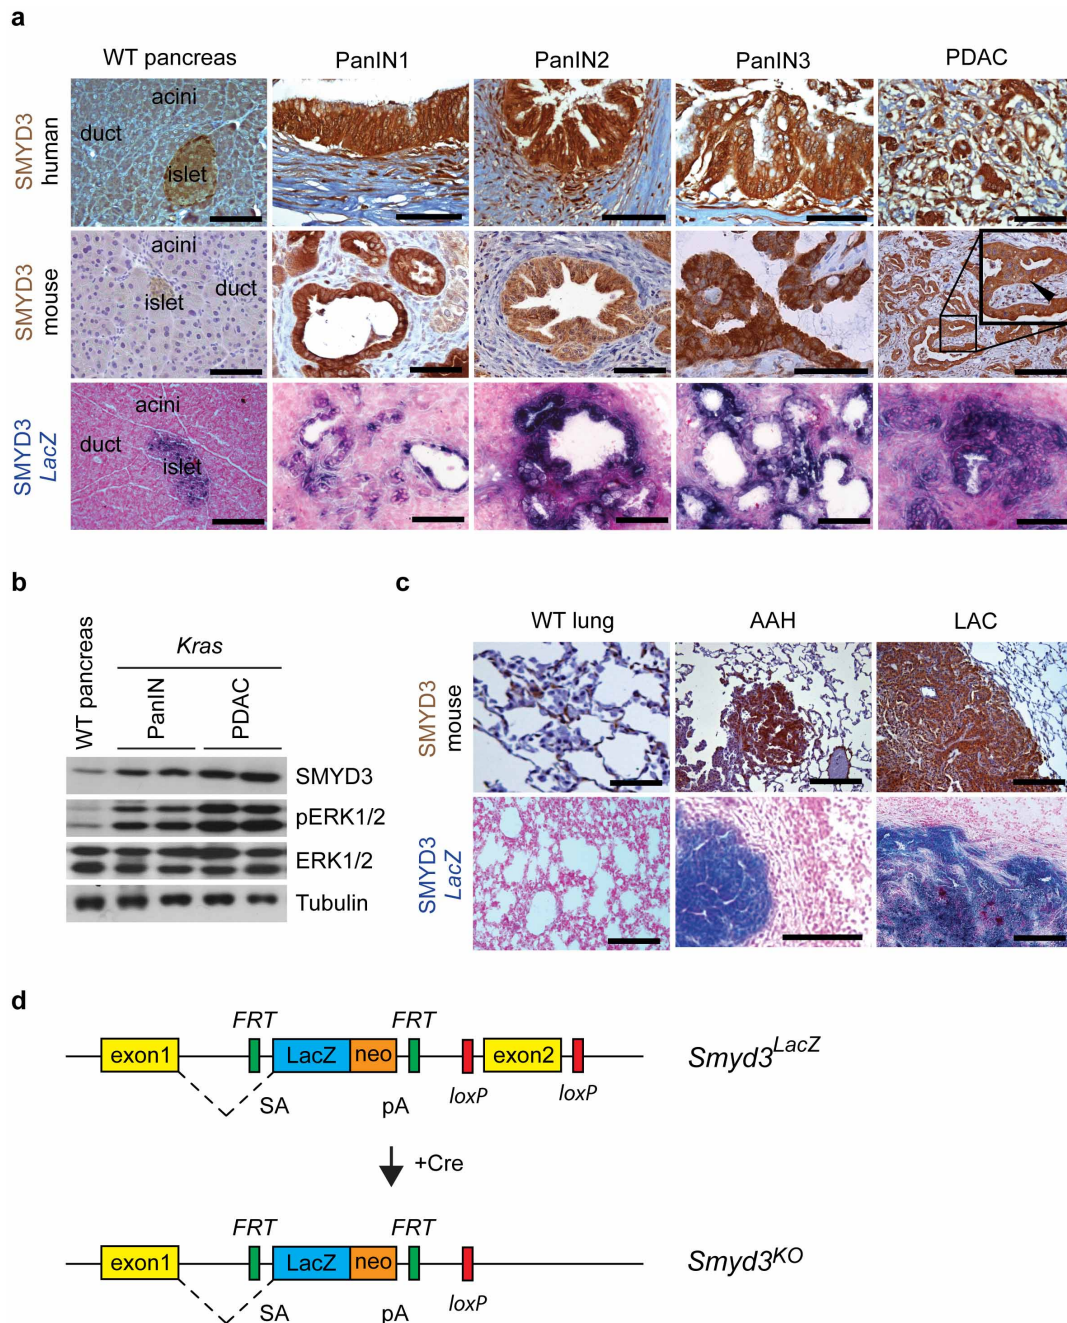 a
WT pancreas PanIN1 PanIN2 PanIN3 PDAC
SMYD3 human
acini
duct
islet
SMYD3 mouse
acini
islet
duct
SMYD3 LacZ
acini
duct
islet
b
WT pancreas
Kras
PanIN
PDAC
SMYD3
pERK1/2
ERK1/2
Tubulin
c
WT lung AAH LAC
SMYD3 mouse
SMYD3 LacZ
d
FRT FRT
exon1 LacZ neo exon2 Smyd3LacZ
loxP loxP
SA pA
+Cre
FRT FRT
exon1 LacZ neo Smyd3KO
loxP
SA pA